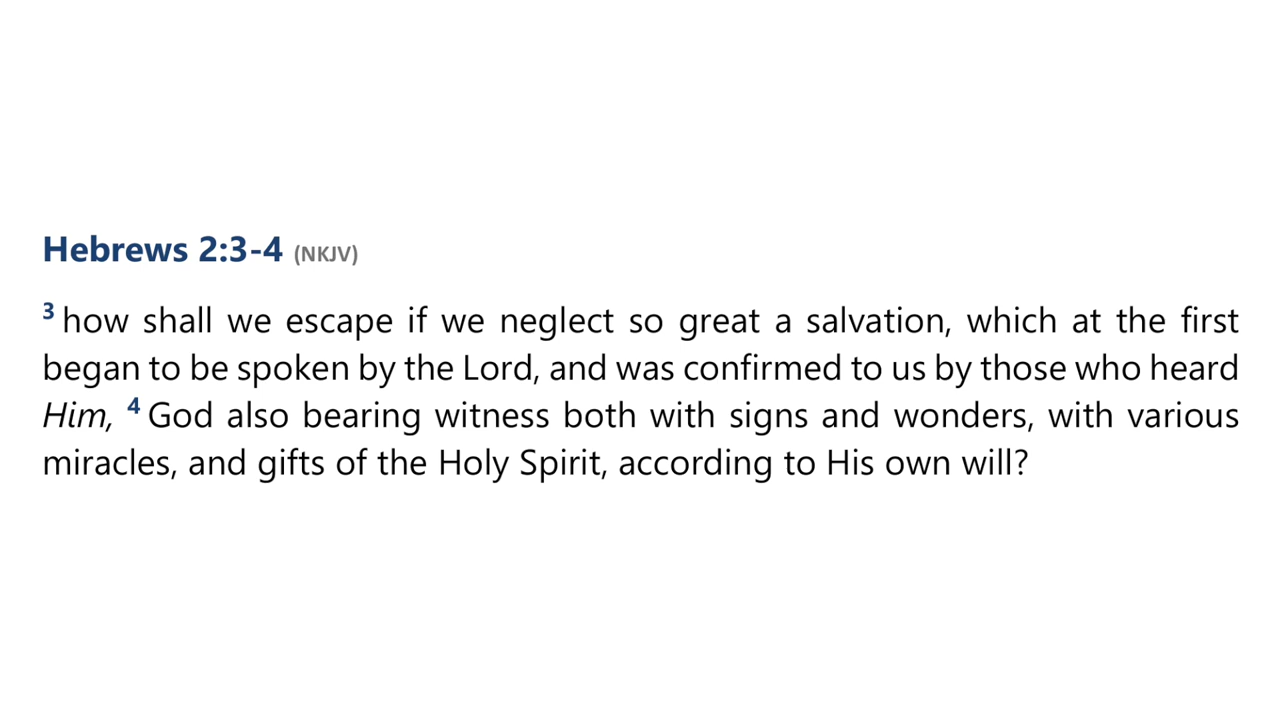 Hebrews 2:3-4 (NKJV)
3 how shall we escape if we neglect so great a salvation, which at the first
began to be spoken by the Lord, and was confirmed to us by those who heard
Him, 4 God also bearing witness both with signs and wonders, with various
miracles, and gifts of the Holy Spirit, according to His own will?